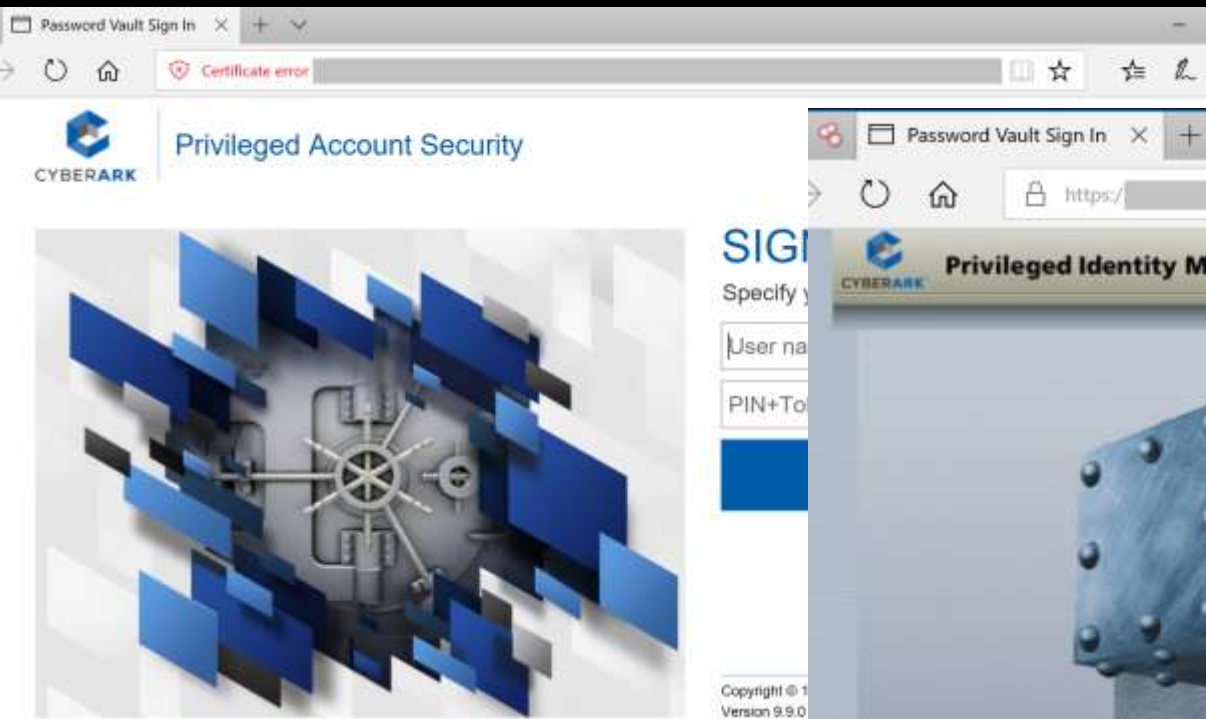 Password Vault Sign In
Certificate error
CYBERARK
Privileged Account Security
SIG
Specify
User na
PIN+To
Copyright © 1
Version 9.9.0
Password Vault Sign In
https:/
CYBERARK
Privileged Identity M